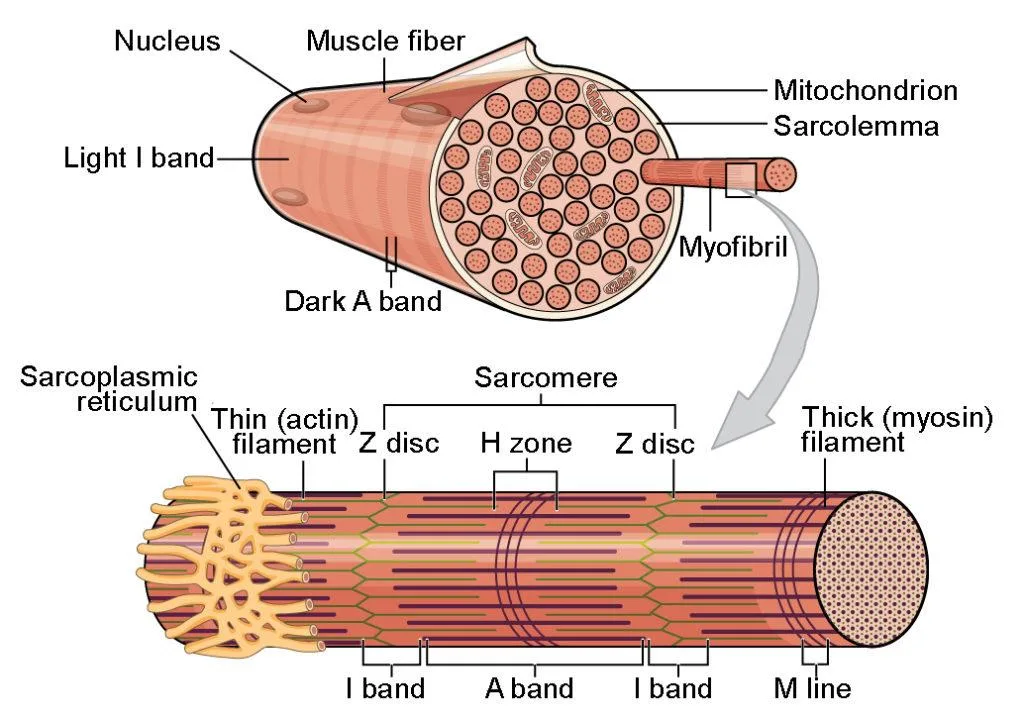 Nucleus
Muscle fiber
Mitochondrion
Sarcolemma
Light I band
Myofibril
Dark A band
Sarcoplasmic
reticulum
Sarcomere
Thin (actin)
filament
Z disc
H zone
Z disc
Thick (myosin)
filament
I band
A band
I band
M line